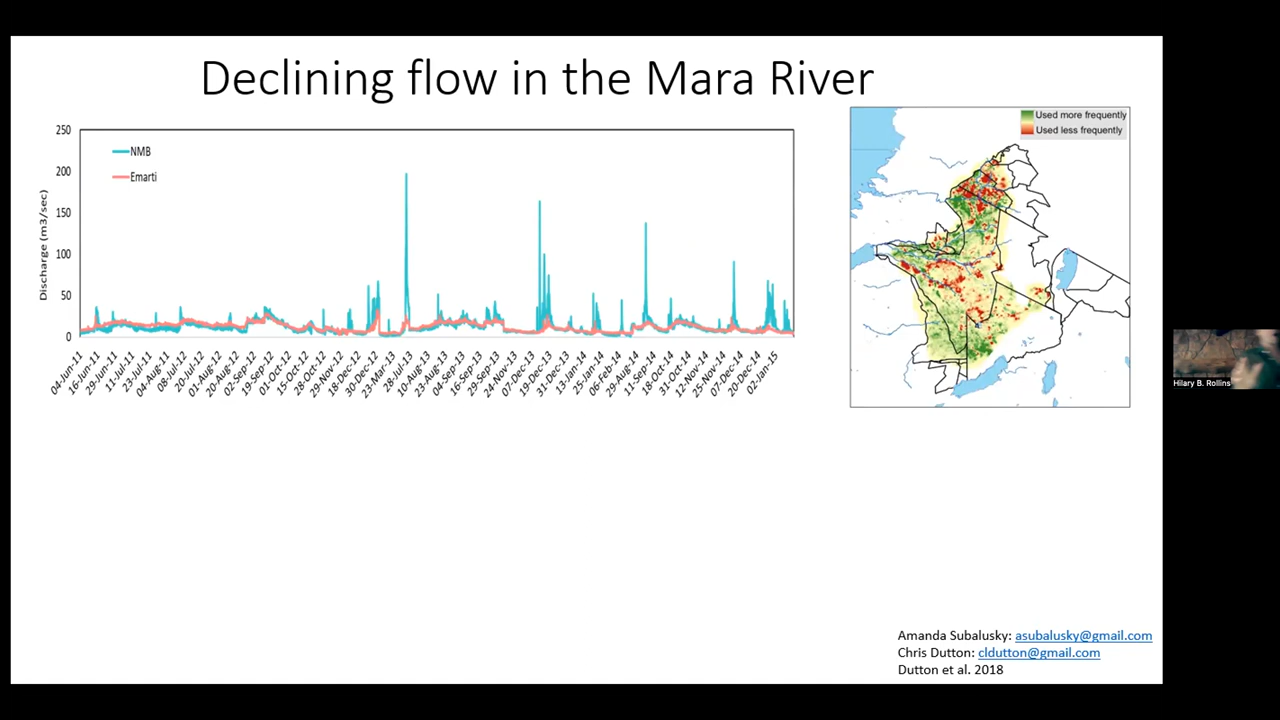 Declining flow in the Mara River
250
200
150
100
50
0
Discharge (m3/sec)
NMB
Emarti
04-Jun-11
16-Jun-11
29-Jun-11
11-Jul-11
23-Jul-11
04-Aug-11
08-Jul-12
20-Jul-12
01-Aug-12
20-Aug-12
02-Sep-12
19-Sep-12
01-Oct-12
15-Oct-12
28-Oct-12
29-Nov-12
18-Dec-12
30-Dec-12
23-Mar-13
28-Jul-13
10-Aug-13
23-Aug-13
04-Sep-13
16-Sep-13
29-Sep-13
24-Nov-13
07-Dec-13
19-Dec-13
31-Dec-13
13-Jan-14
25-Jan-14
06-Feb-14
29-Aug-14
11-Sep-14
18-Oct-14
31-Oct-14
12-Nov-14
25-Nov-14
07-Dec-14
20-Dec-14
02-Jan-15
Used more frequently
Used less frequently
Hilary B. Rollins
Amanda Subalusky: asubalusky@gmail.com
Chris Dutton: cldutton@gmail.com
Dutton et al. 2018